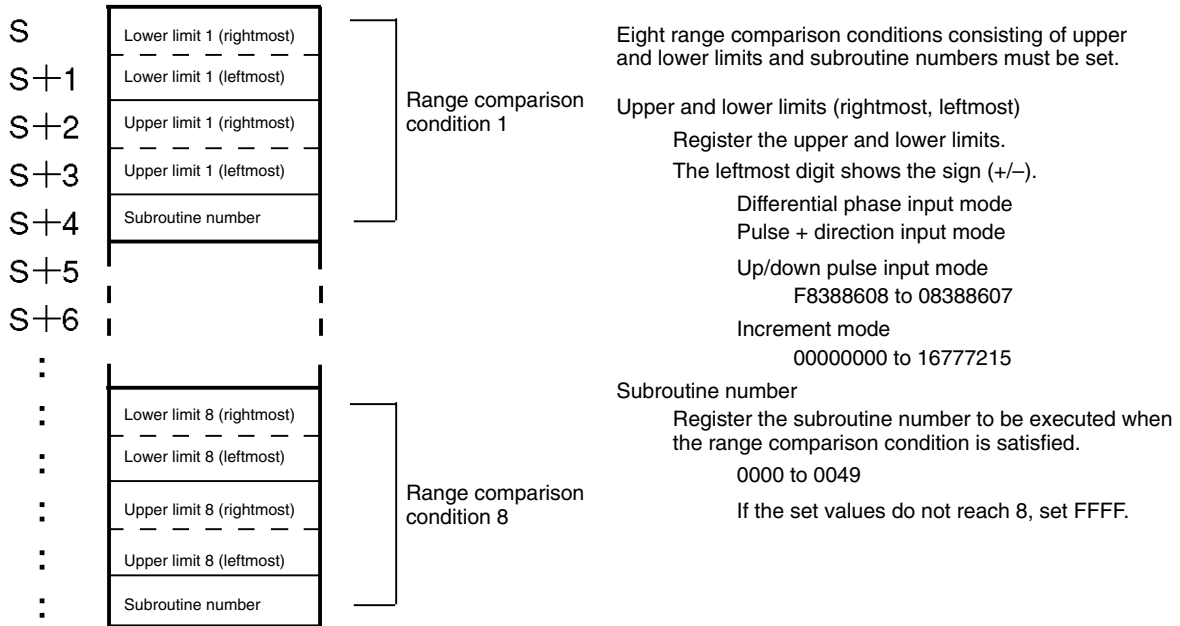 S
Lower limit 1 (rightmost)
S+1
Lower limit 1 (leftmost)
S+2
Upper limit 1 (rightmost)
S+3
Upper limit 1 (leftmost)
S+4
Subroutine number
S+5
S+6
:
:
:
:
:
:
Range comparison
condition 1
Lower limit 8 (rightmost)
Lower limit 8 (leftmost)
Upper limit 8 (rightmost)
Upper limit 8 (leftmost)
Subroutine number
Range comparison
condition 8
Eight range comparison conditions consisting of upper
and lower limits and subroutine numbers must be set.
Upper and lower limits (rightmost, leftmost)
Register the upper and lower limits.
The leftmost digit shows the sign (+/–).
Differential phase input mode
Pulse + direction input mode
Up/down pulse input mode
F8388608 to 08388607
Increment mode
00000000 to 16777215
Subroutine number
Register the subroutine number to be executed when
the range comparison condition is satisfied.
0000 to 0049
If the set values do not reach 8, set FFFF.